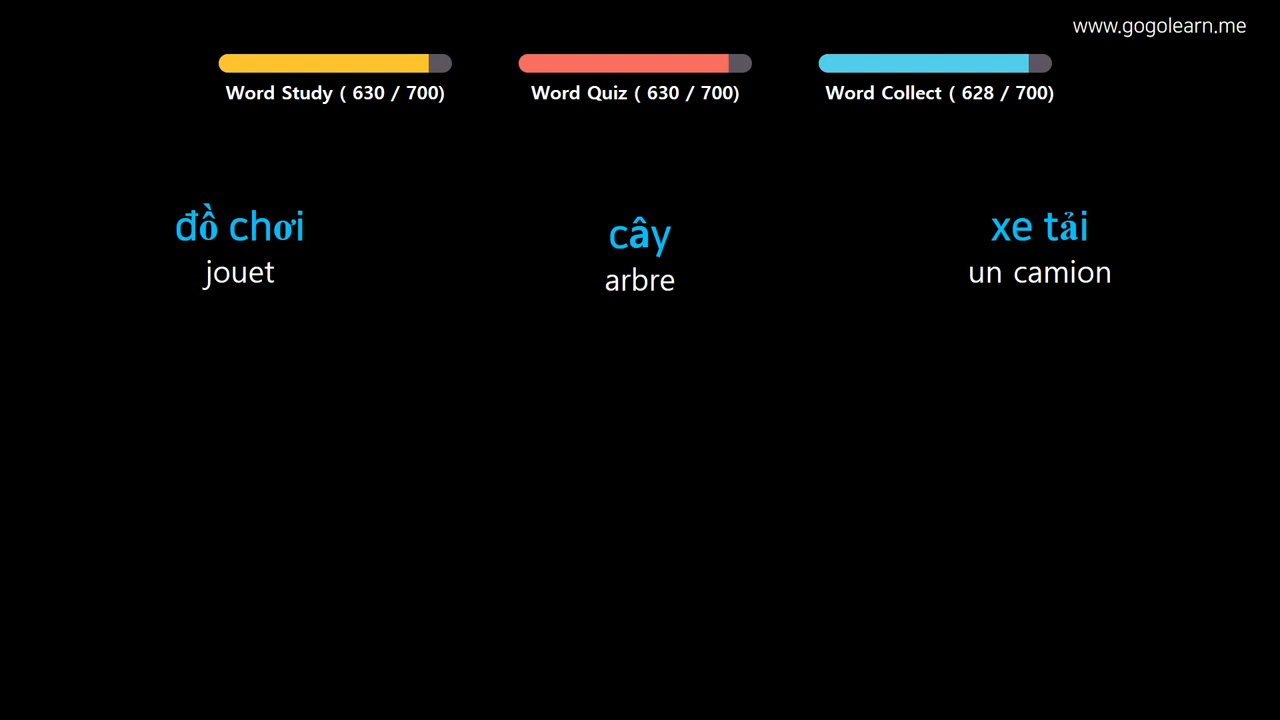 www.gogolearn.me
Word Study ( 630 / 700)
Word Quiz ( 630 / 700)
Word Collect ( 628 / 700)
đồ chơi
jouet
cây
arbre
xe tải
un camion